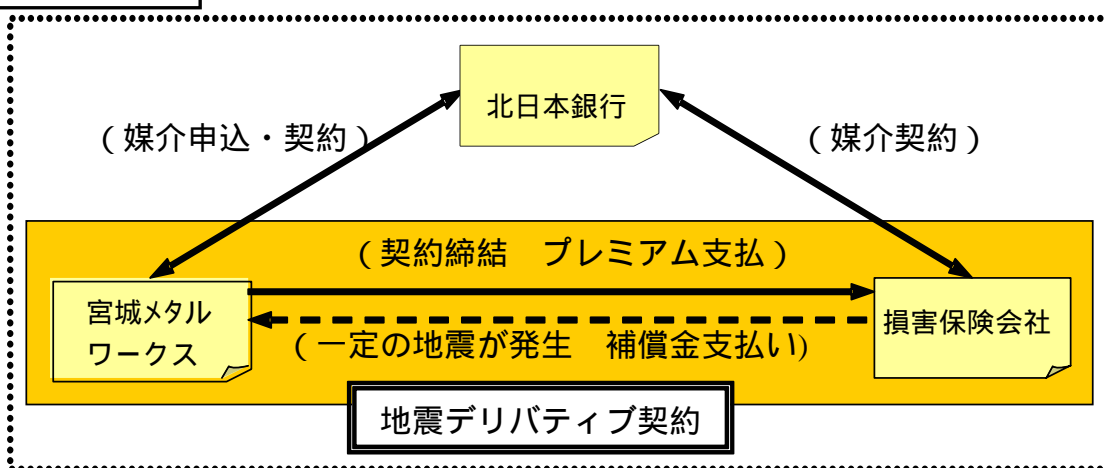 北日本銀行
（媒介申込・契約）
（媒介契約）
（契約締結　プレミアム支払）
宮城メタル
ワークス
損害保険会社
（一定の地震が発生　補償金支払い)
地震デリバティブ契約